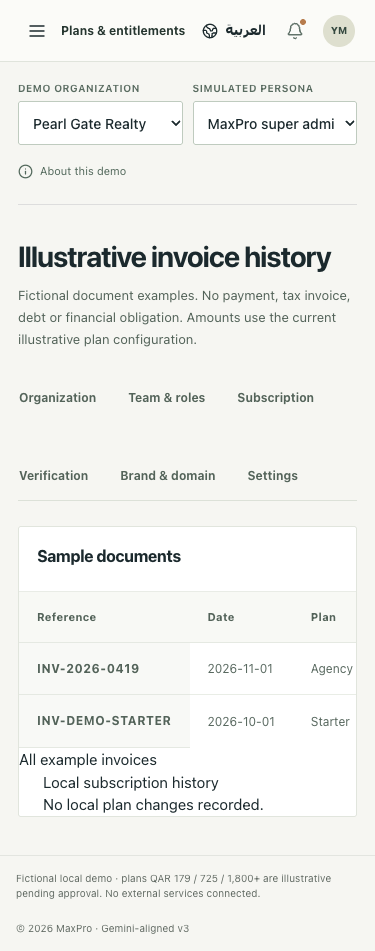 Plans & entitlements العربية YM
DEMO ORGANIZATION SIMULATED PERSONA
Pearl Gate Realty MaxPro super admi
About this demo
Illustrative invoice history
Fictional document examples. No payment, tax invoice,
debt or financial obligation. Amounts use the current
illustrative plan configuration.
Organization Team & roles Subscription
Verification Brand & domain Settings
Sample documents
Reference Date Plan
INV-2026-0419 2026-11-01 Agency
INV-DEMO-STARTER 2026-10-01 Starter
All example invoices
Local subscription history
No local plan changes recorded.
Fictional local demo · plans QAR 179 / 725 / 1,800+ are illustrative
pending approval. No external services connected.
© 2026 MaxPro · Gemini-aligned v3